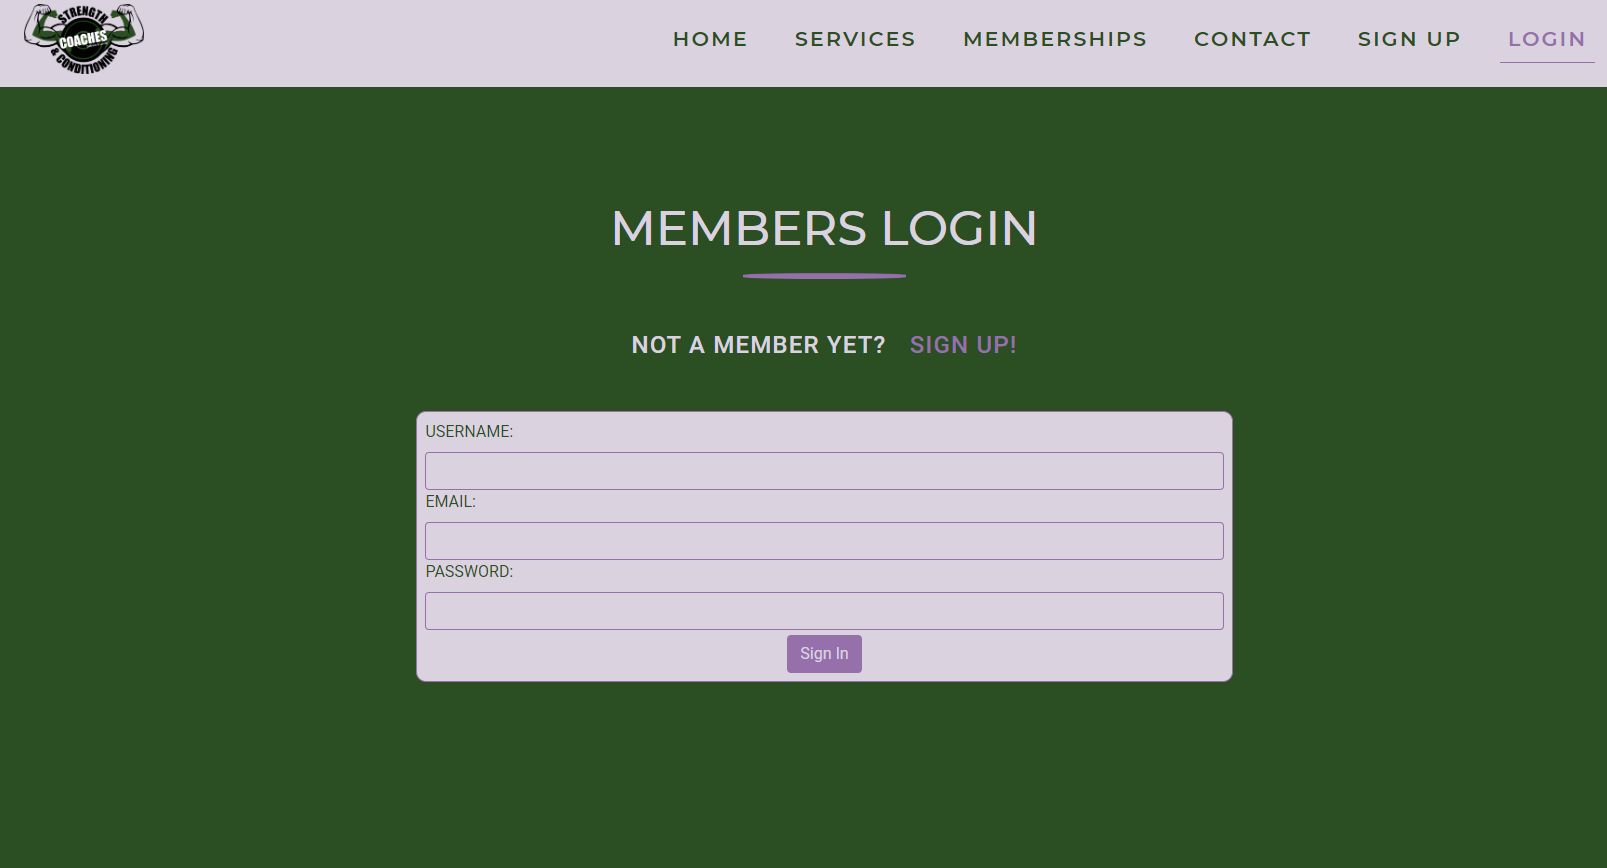 STRENGTH
COACHES
& CONDITIONING
HOME SERVICES MEMBERSHIPS CONTACT SIGN UP LOGIN
MEMBERS LOGIN
NOT A MEMBER YET? SIGN UP!
USERNAME:
EMAIL:
PASSWORD:
Sign In